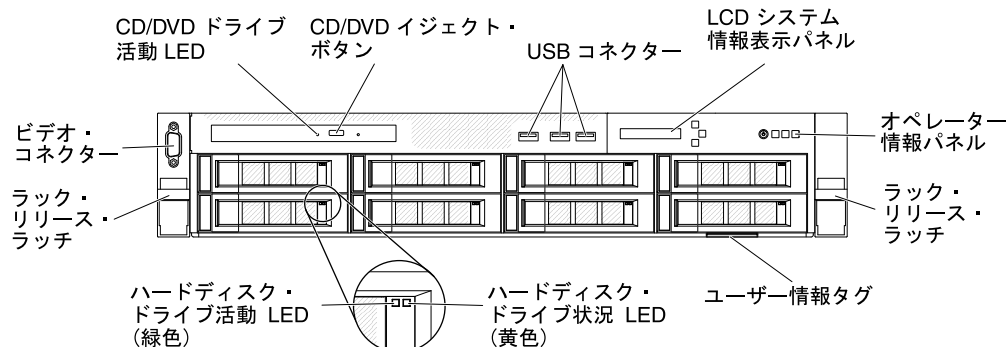 CD/DVD ドライブ
活動 LED
CD/DVD イジェクト・
ボタン
USB コネクター
LCD システム
情報表示パネル
ビデオ・
コネクター
オペレーター
情報パネル
ラック・
リリース・
ラッチ
ラック・
リリース・
ラッチ
ハードディスク・
ドライブ活動 LED
(緑色)
ハードディスク・
ドライブ状況 LED
(黄色)
ユーザー情報タグ